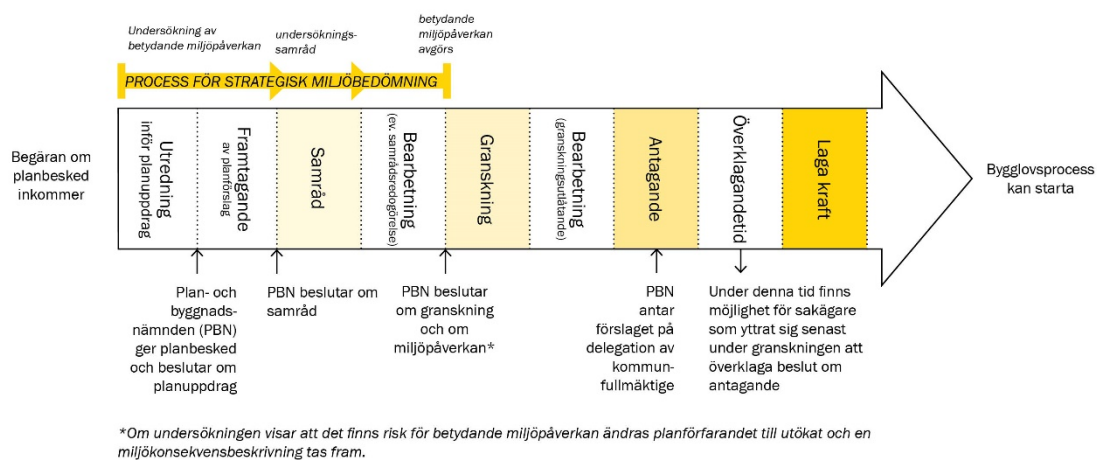 Undersökning av
betydande miljöpåverkan
undersöknings-
samråd
betydande
miljöpåverkan
avgörs
PROCESS FÖR STRATEGISK MILJÖBEDÖMNING
Begäran om
planbesked
inkommer
Utredning
inför planuppdrag
Framtagande
av planförslag
Samråd
Bearbetning
(ev. samrådsredogörelse)
Granskning
Bearbetning
(granskningsutlåtande)
Antagande
Överklagandetid
Laga kraft
Bygglovsprocess
kan starta
Plan- och
byggnads-
nämnden (PBN)
ger planbesked
och beslutar om
planuppdrag
PBN beslutar om
samråd
PBN beslutar
om granskning
och om
miljöpåverkan*
PBN
antar
förslaget på
delegation av
kommun-
fullmäktige
Under denna tid finns
möjlighet för sakägare
som yttrat sig senast
under granskningen att
överklaga beslut om
antagande
*Om undersökningen visar att det finns risk för betydande miljöpåverkan ändras planförfarandet till utökat och en
miljökonsekvensbeskrivning tas fram.